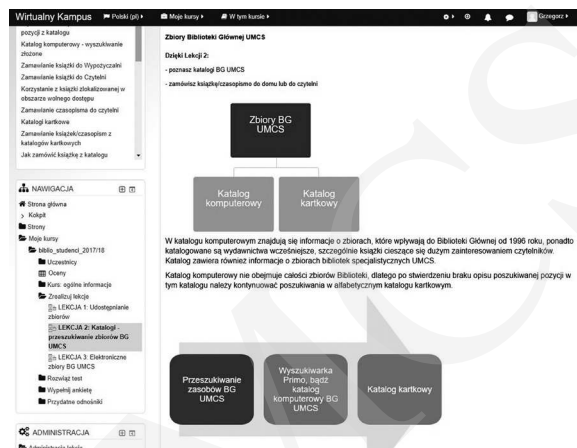 Wirtualny Kampus Polski (pl) Moje kursy W tym kursie Grzegorz
pozycji z katalogu
Katalog komputerowy - wyszukiwanie
złożone
Zamawianie książki do Wypożyczalni
Zamawianie książki do Czytelni
Korzystanie z książki zlokalizowanej w
obszarze wolnego dostępu
Zamawianie czasopisma do czytelni
Katalogi kartkowe
Zamawianie książek/czasopism z
katalogów kartkowych
Jak zamówić książkę z katalogu
NAWIGACJA
Strona główna
Kokpit
Strony
Moje kursy
biblio_studenci_2017/18
Uczestnicy
Oceny
Kurs: ogólne informacje
Zrealizuj lekcje
LEKCJA 1: Udostępnianie
zbiorów
LEKCJA 2: Katalogi -
przeszukiwanie zbiorów BG
UMCS
LEKCJA 3: Elektroniczne
zbiory BG UMCS
Rozwiąż test
Wypełnij ankietę
Przydatne odnośniki
ADMINISTRACJA
Administracja lekcją
Zbiory Biblioteki Głównej UMCS
Dzięki Lekcji 2:
- poznasz katalogi BG UMCS
- zamówisz książkę/czasopismo do domu lub do czytelni
Zbiory BG
UMCS
Katalog
komputerowy
Katalog
kartkowy
W katalogu komputerowym znajdują się informacje o zbiorach, które wpływają do Biblioteki Głównej od 1996 roku, ponadto
katalogowane są wydawnictwa wcześniejsze, szczególnie książki cieszące się dużym zainteresowaniem czytelników.
Katalog zawiera również informacje o zbiorach bibliotek specjalistycznych UMCS.
Katalog komputerowy nie obejmuje całości zbiorów Biblioteki, dlatego po stwierdzeniu braku opisu poszukiwanej pozycji w
tym katalogu należy kontynuować poszukiwania w alfabetycznym katalogu kartkowym.
Przeszukiwanie
zasobów BG
UMCS
Wyszukiwarka
Primo, bądź
katalog
komputerowy BG
UMCS
Katalog kartkowy